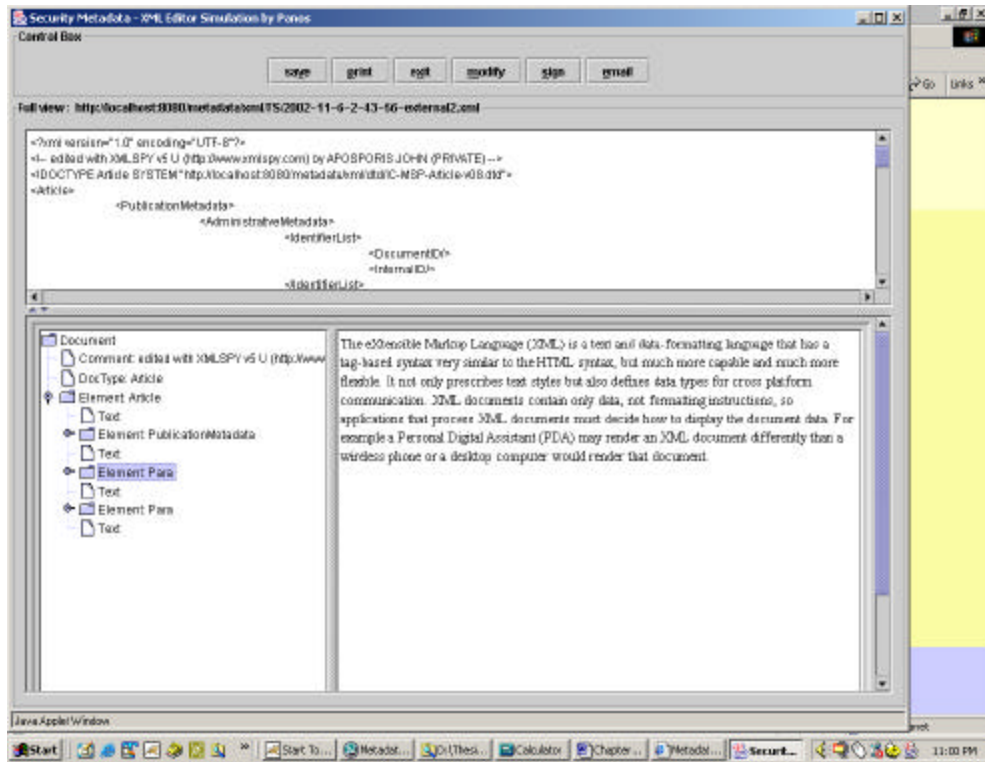 Security Metadata - XML Editor Simulation by Panos
Control Box
save print exit modify sign email
Go Links »
Full view : http://localhost:8080/metadata/xml/TS/2002-11-6-2-43-56-external2.xml
<?xml version="1.0" encoding="UTF-8"?>
<!-- edited with XMLSPY v5 U (http://www.xmlspy.com) by APOSPORIS JOHN (PRIVATE) -->
<!DOCTYPE Article SYSTEM "http://localhost:8080/metadata/xml/dtd/IC-MSP-Article-v08.dtd">
<Article>
<PublicationMetadata>
<AdministrativeMetadata>
<IdentifierList>
<DocumentID/>
<InternalID/>
</IdentifierList>
Document
Comment: edited with XMLSPY v5 U (http://www
DocType: Article
Element Article
Text
Element PublicationMetadata
Text
Element Para
Text
Element Para
Text
The eXtensible Markup Language (XML) is a text and data-formatting language that has a
tag-based syntax very similar to the HTML syntax, but much more capable and much more
flexible. It not only prescribes text styles but also defines data types for cross platform
communication. XML documents contain only data, not formatting instructions, so
applications that process XML documents must decide how to display the document data. For
example a Personal Digital Assistant (PDA) may render an XML document differently than a
wireless phone or a desktop computer would render that document.
Java Applet Window
Start » Start To... Metadat... D:\Thesi... Calculator Chapter... Metadat... Securit... 11:00 PM